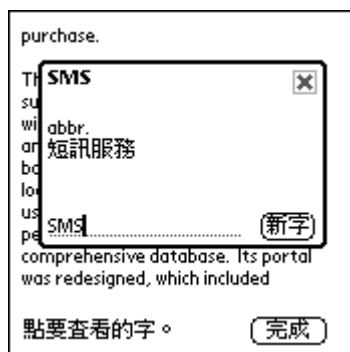 purchase.
SMS
abbr.
短訊服務
SMS
新字
comprehensive database. Its portal
was redesigned, which included
點要查看的字。
完成